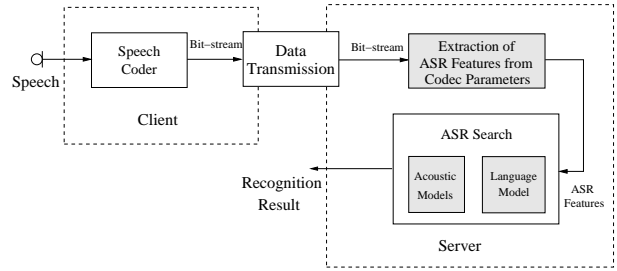 Speech
Speech
Coder
Bit−stream
Client
Data
Transmission
Bit−stream
Extraction of
ASR Features from
Codec Parameters
ASR Search
Acoustic
Models
Language
Model
ASR
Features
Recognition
Result
Server